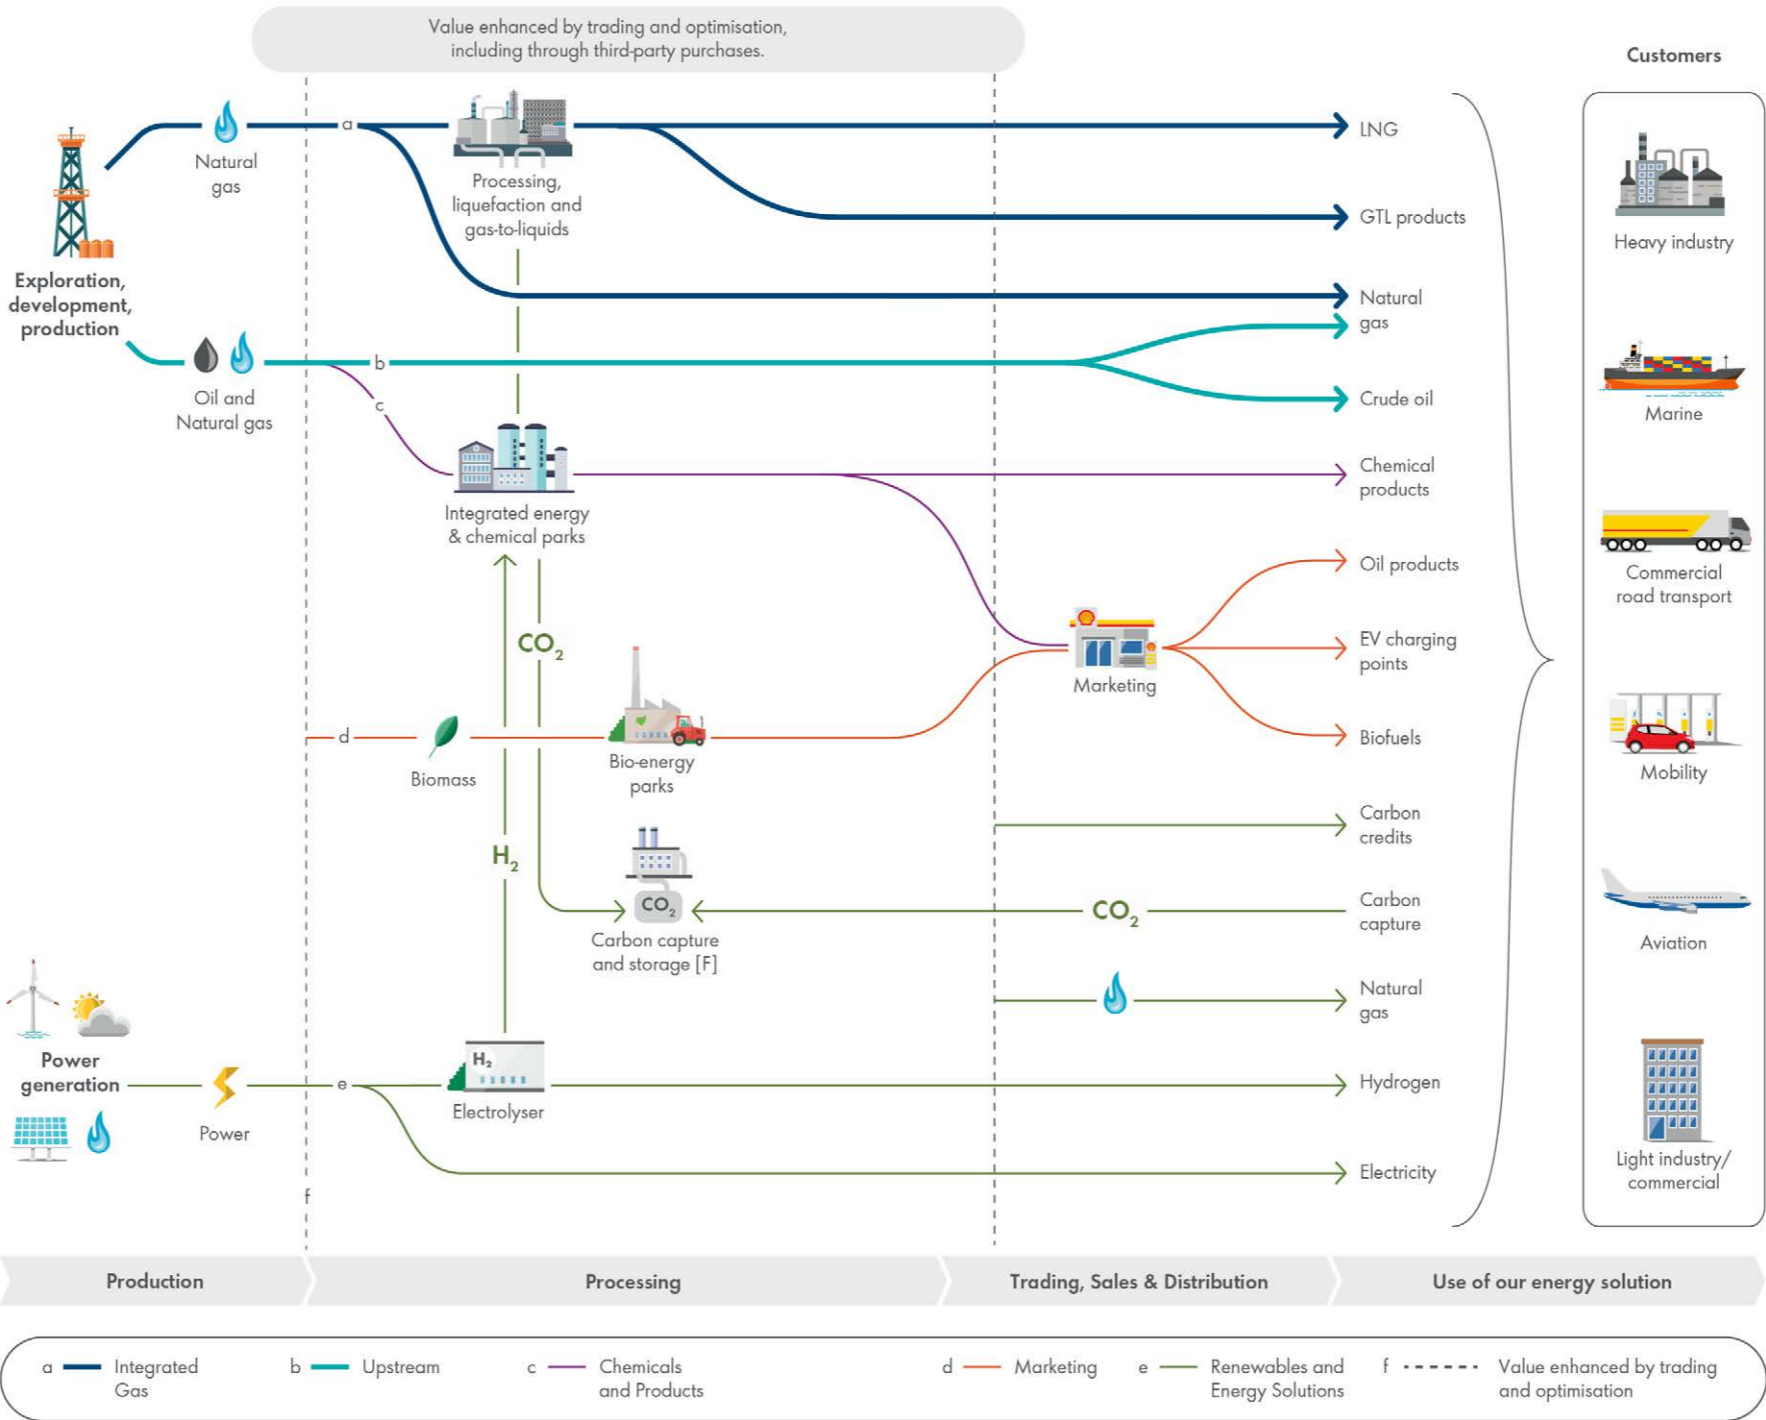 Value enhanced by trading and optimisation,
including through third-party purchases.
Customers
a
LNG
Natural
gas
Processing,
liquefaction and
gas-to-liquids
GTL products
Heavy industry
Exploration,
development,
production
Natural
gas
b
Oil and
Natural gas
c
Crude oil
Marine
Chemical
products
Integrated energy
& chemical parks
Oil products
Commercial
road transport
CO₂
EV charging
points
Marketing
d
Biomass
Bio-energy
parks
Biofuels
Mobility
Carbon
credits
H₂
CO₂
Carbon capture
and storage [F]
CO₂
Carbon
capture
Aviation
Natural
gas
Power
generation
Power
e
H₂
Electrolyser
Hydrogen
Electricity
Light industry/
commercial
f
Production
Processing
Trading, Sales & Distribution
Use of our energy solution
a
Integrated
Gas
b
Upstream
c
Chemicals
and Products
d
Marketing
e
Renewables and
Energy Solutions
f
Value enhanced by trading
and optimisation